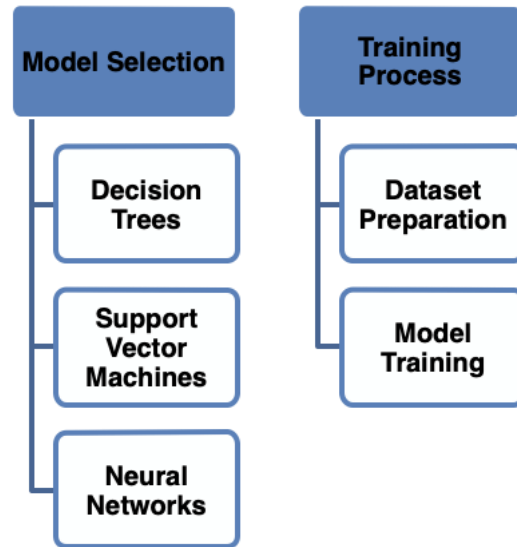 Model Selection
Decision
Trees
Support
Vector
Machines
Neural
Networks
Training
Process
Dataset
Preparation
Model
Training